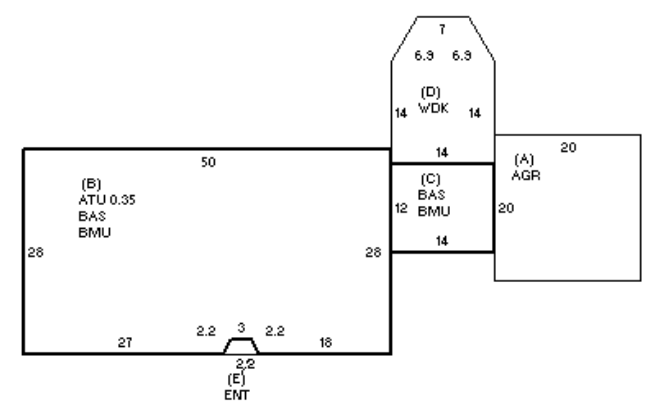 7
6.9 6.9
(D)
WDK
14 14
14
20
(A)
AGR
50
(B)
ATU 0.35
BAS
BMU
(C)
BAS
BMU
12
20
14
28
28
27
2.2 3 2.2
18
2.2
(E)
ENT